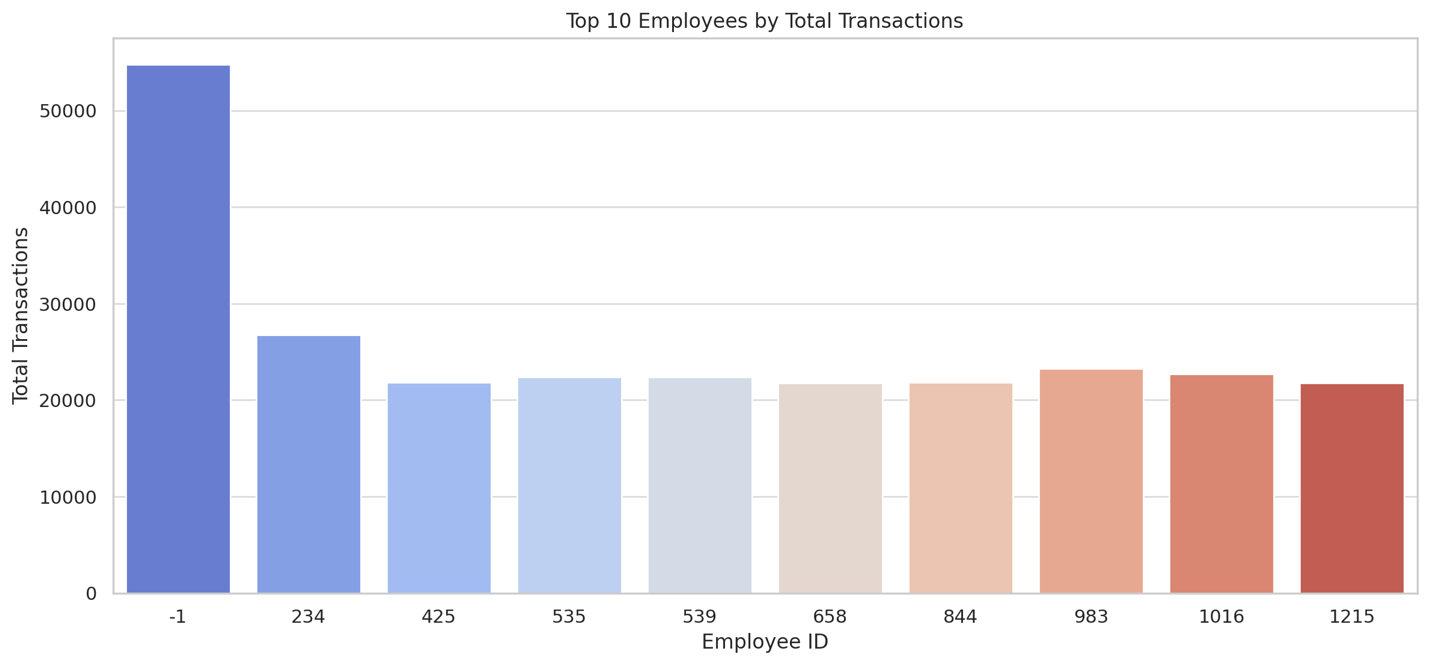 Top 10 Employees by Total Transactions
Total Transactions
50000
40000
30000
20000
10000
0
-1 234 425 535 539 658 844 983 1016 1215
Employee ID